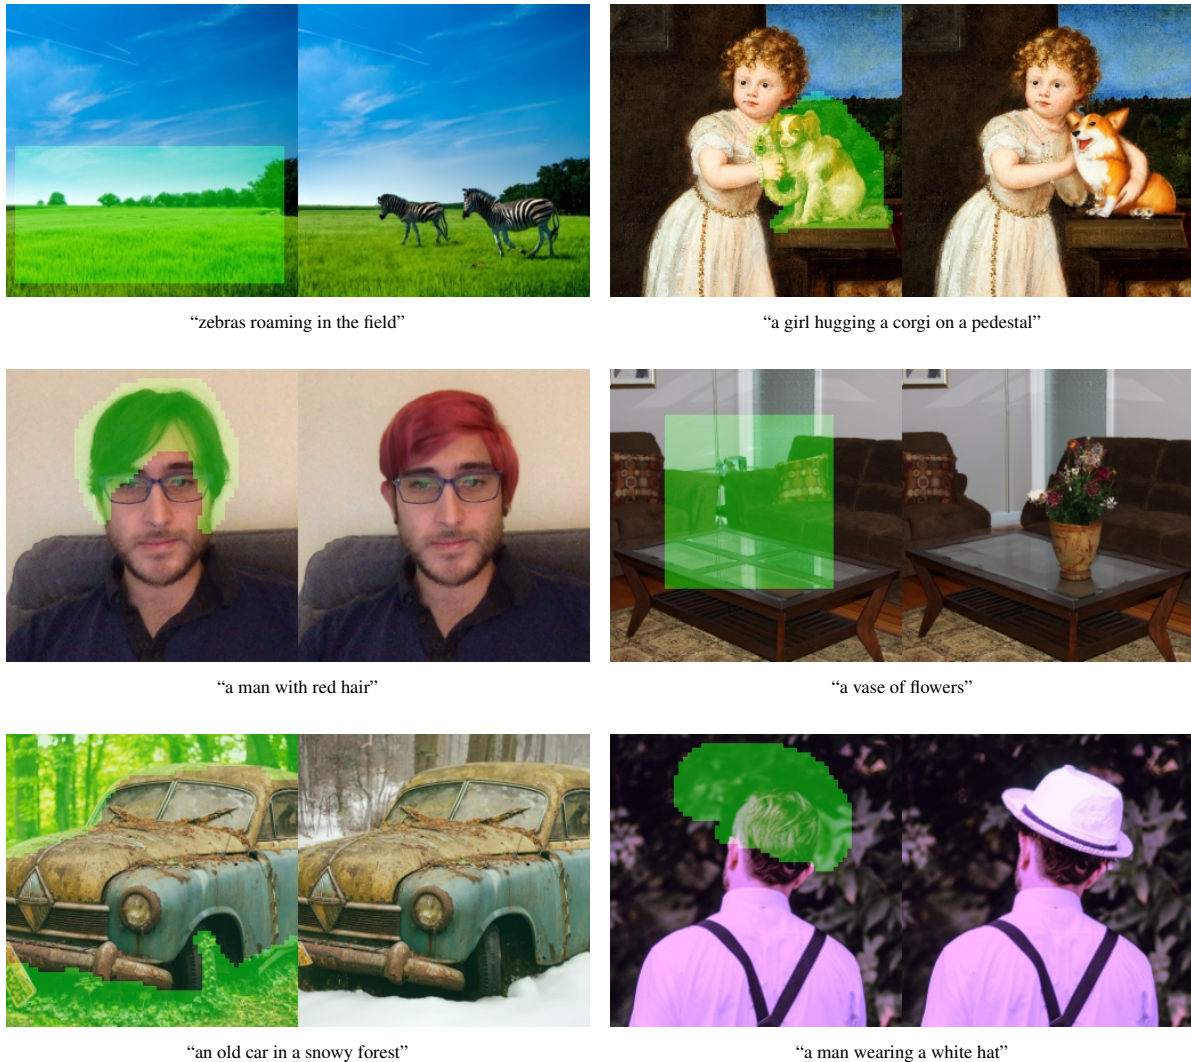 “zebras roaming in the field”
“a girl hugging a corgi on a pedestal”
“a man with red hair”
“a vase of flowers”
“an old car in a snowy forest”
“a man wearing a white hat”